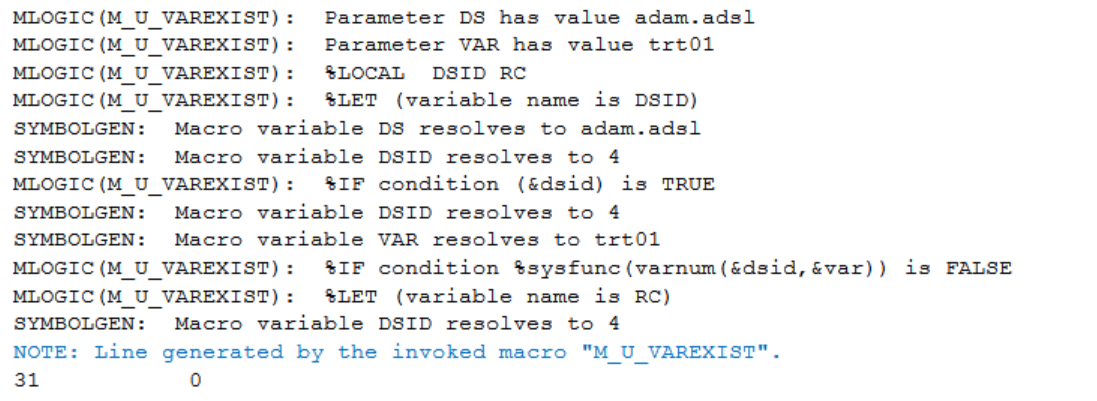 MLOGIC(M_U_VAREXIST):  Parameter DS has value adam.adsl
MLOGIC(M_U_VAREXIST):  Parameter VAR has value trt01
MLOGIC(M_U_VAREXIST):  %LOCAL  DSID RC
MLOGIC(M_U_VAREXIST):  %LET (variable name is DSID)
SYMBOLGEN:  Macro variable DS resolves to adam.adsl
SYMBOLGEN:  Macro variable DSID resolves to 4
MLOGIC(M_U_VAREXIST):  %IF condition (&dsid) is TRUE
SYMBOLGEN:  Macro variable DSID resolves to 4
SYMBOLGEN:  Macro variable VAR resolves to trt01
MLOGIC(M_U_VAREXIST):  %IF condition %sysfunc(varnum(&dsid,&var)) is FALSE
MLOGIC(M_U_VAREXIST):  %LET (variable name is RC)
SYMBOLGEN:  Macro variable DSID resolves to 4
NOTE: Line generated by the invoked macro "M_U_VAREXIST".
31           0